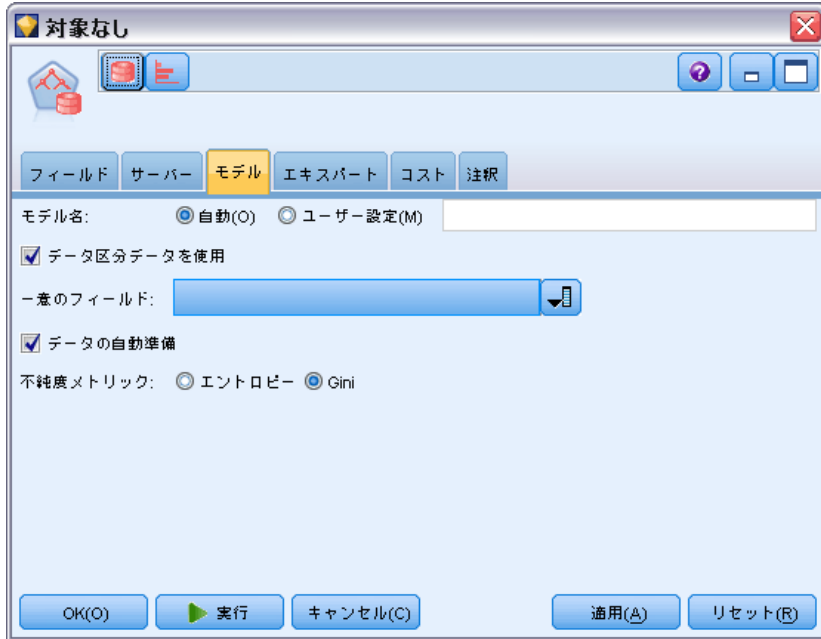 対象なし
フィールド サーバー モデル エキスパート コスト 注釈
モデル名: 自動(O) ユーザー設定(M)
データ区分データを使用
一意のフィールド:
データの自動準備
不純度メトリック: エントロピー Gini
OK(O) 実行 キャンセル(C) 適用(A) リセット(R)